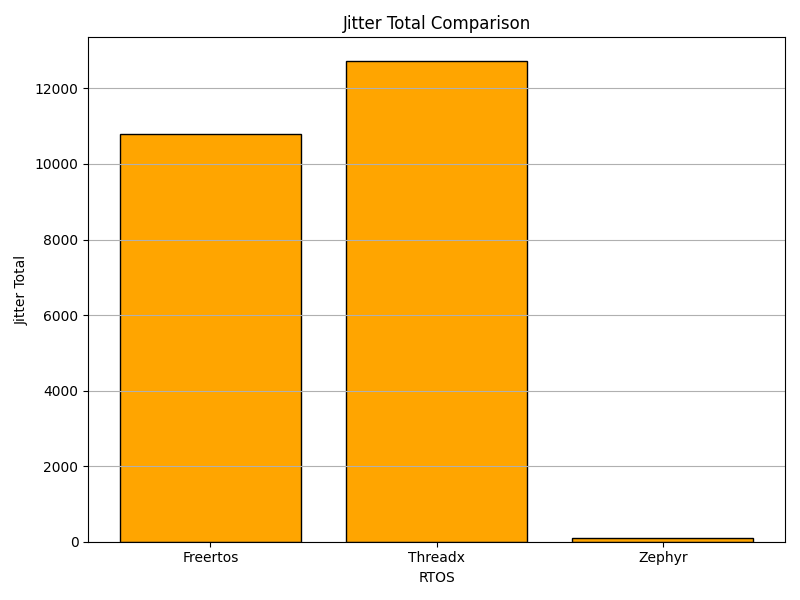 Jitter Total Comparison
Jitter Total
12000
10000
8000
6000
4000
2000
0
Freertos Threadx Zephyr
RTOS